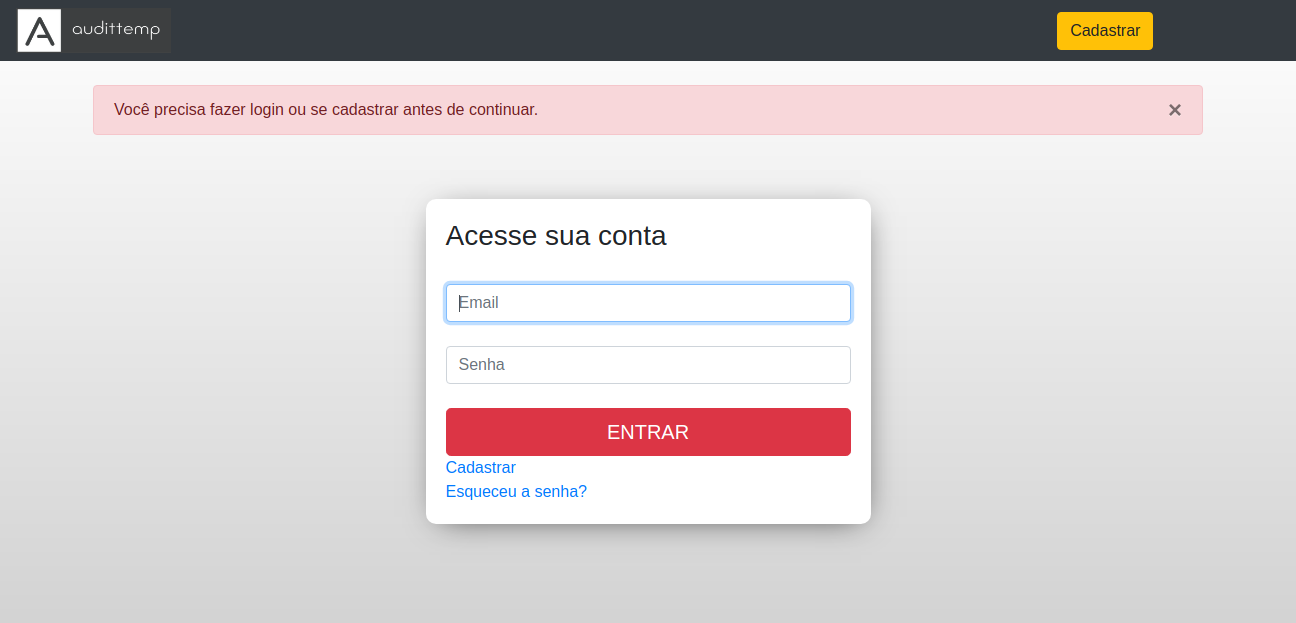 A audittemp
Cadastrar
Você precisa fazer login ou se cadastrar antes de continuar. ×
Acesse sua conta
Email
Senha
ENTRAR
Cadastrar
Esqueceu a senha?